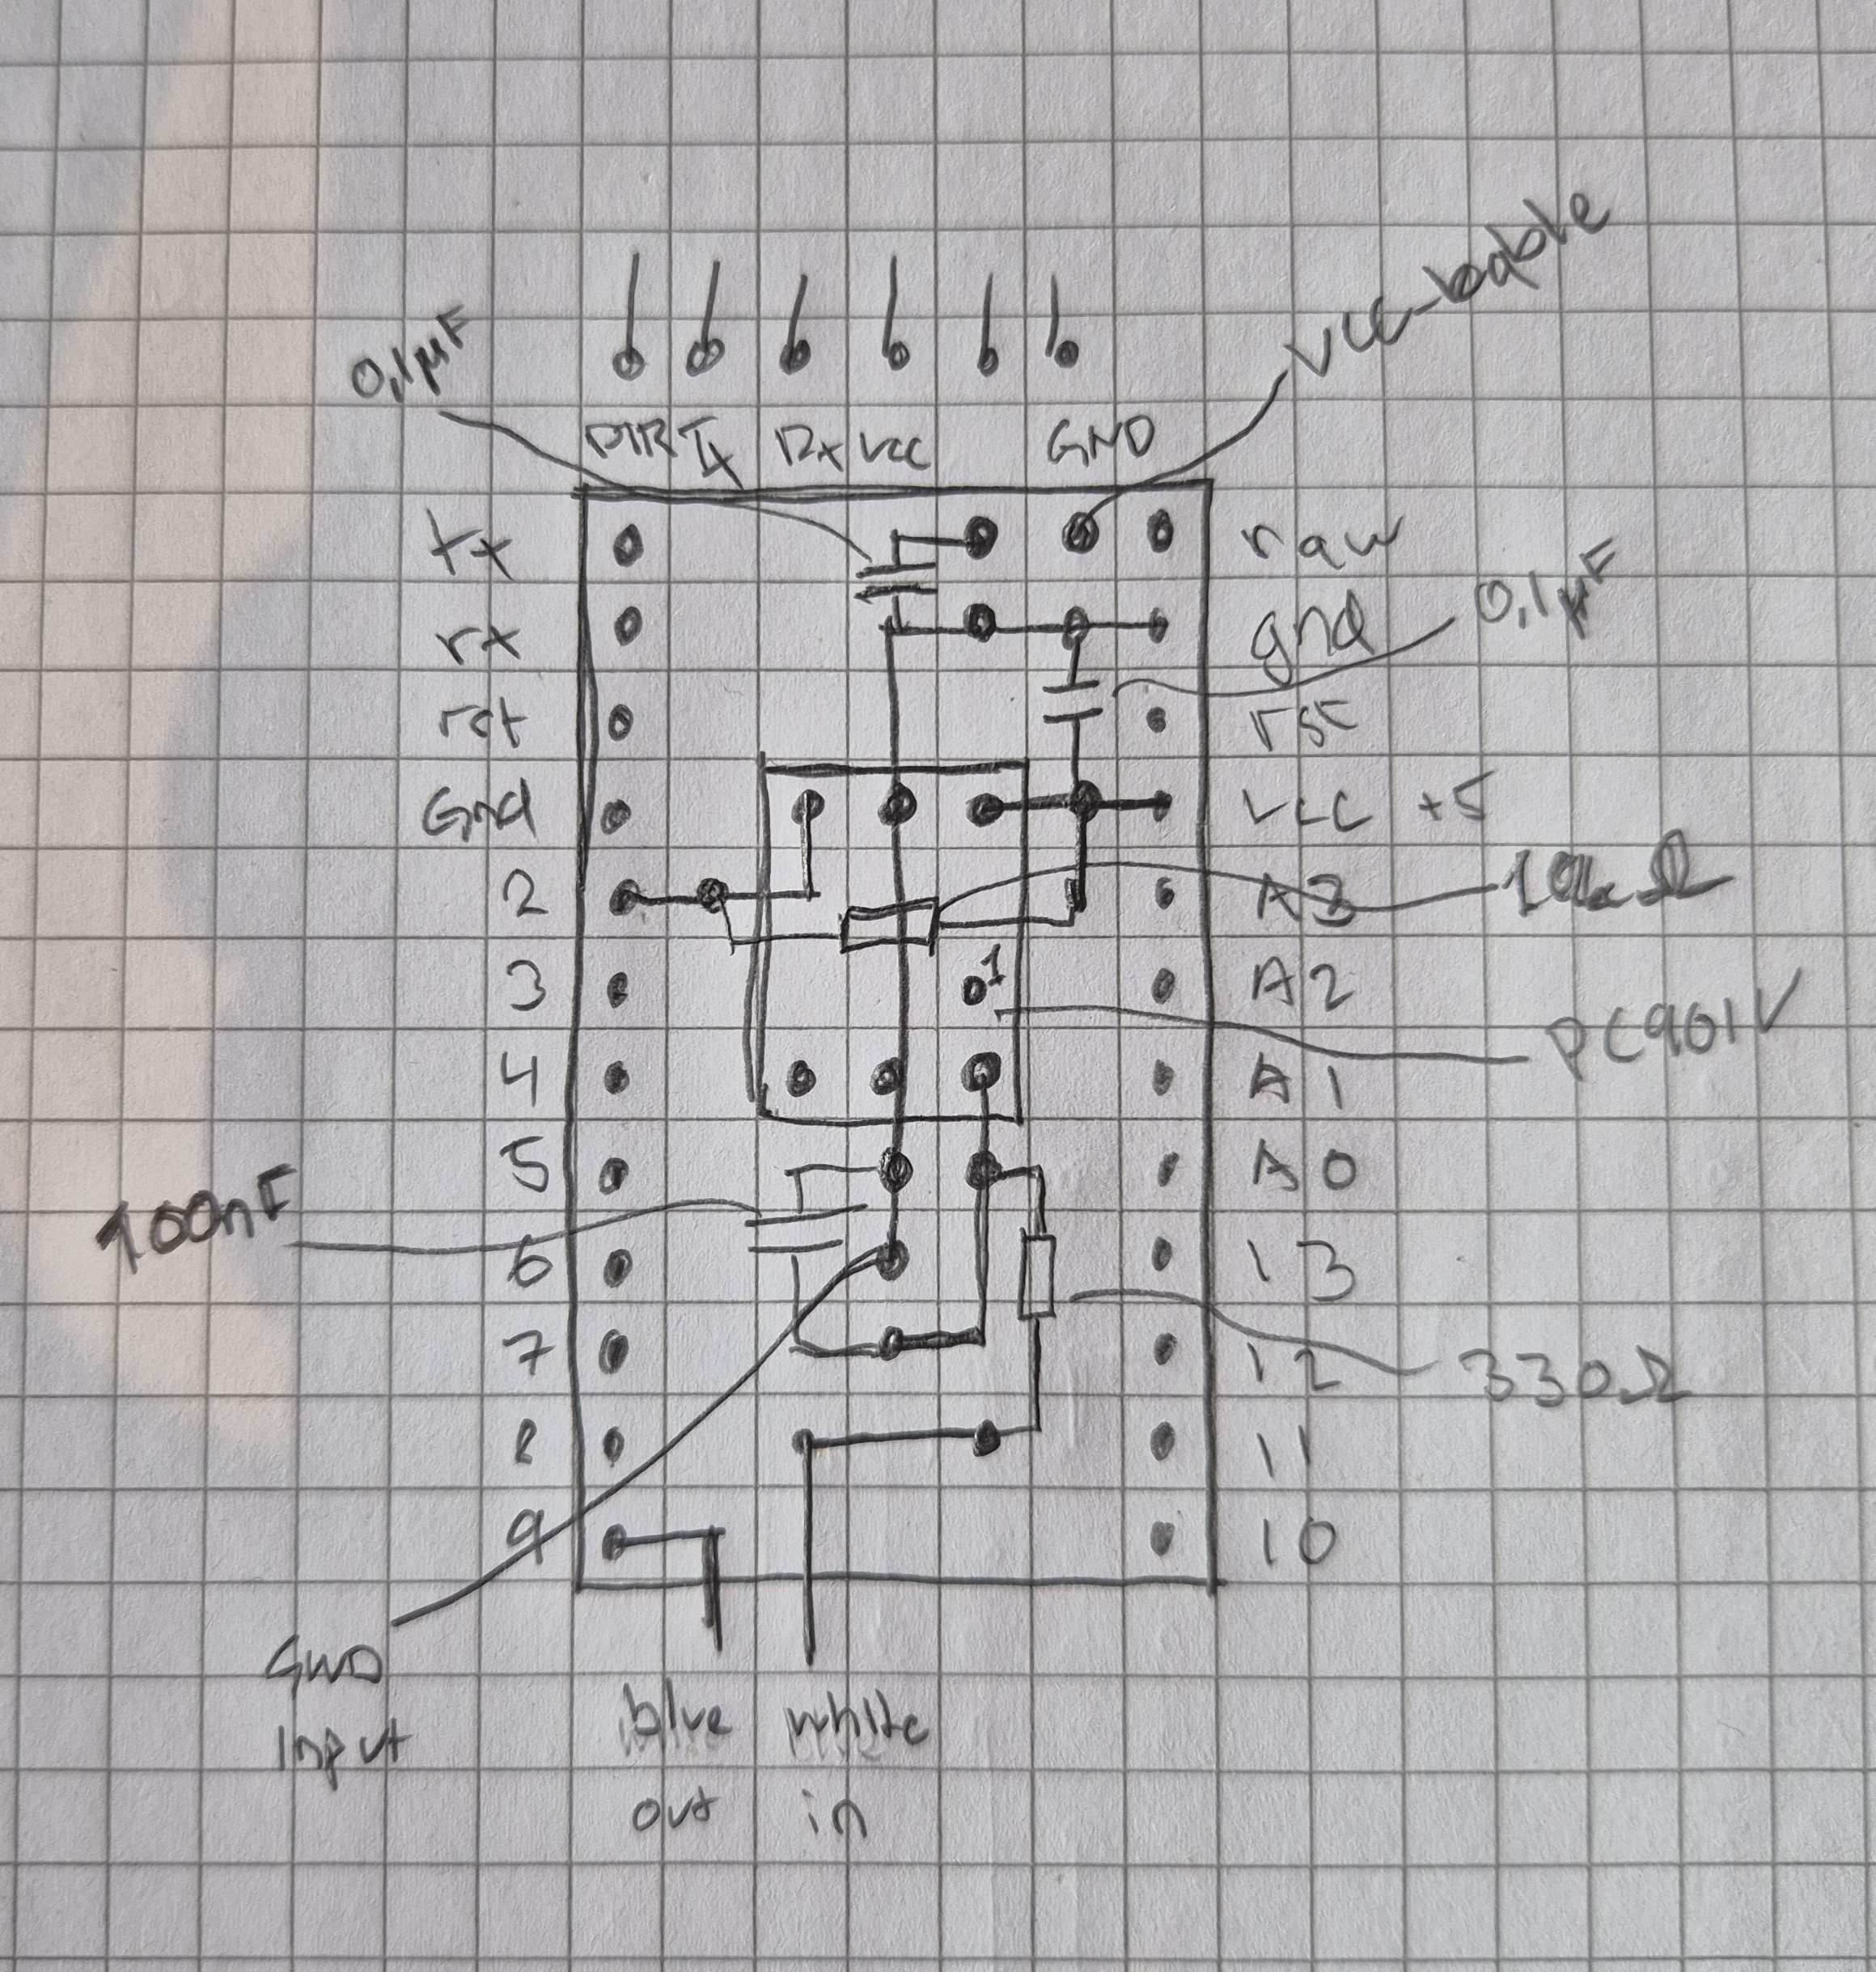 0,1µF
VCC-bable
DTR Tx Rx VCC GND
tx
raw
0,1µF
rx
gnd
rst
rst
Gnd
VCC +5
2
A3
10kΩ
1
3
A2
PC901V
4
A1
5
A0
100nF
6
13
7
12
330Ω
8
11
9
10
GND
input
blue white
out in